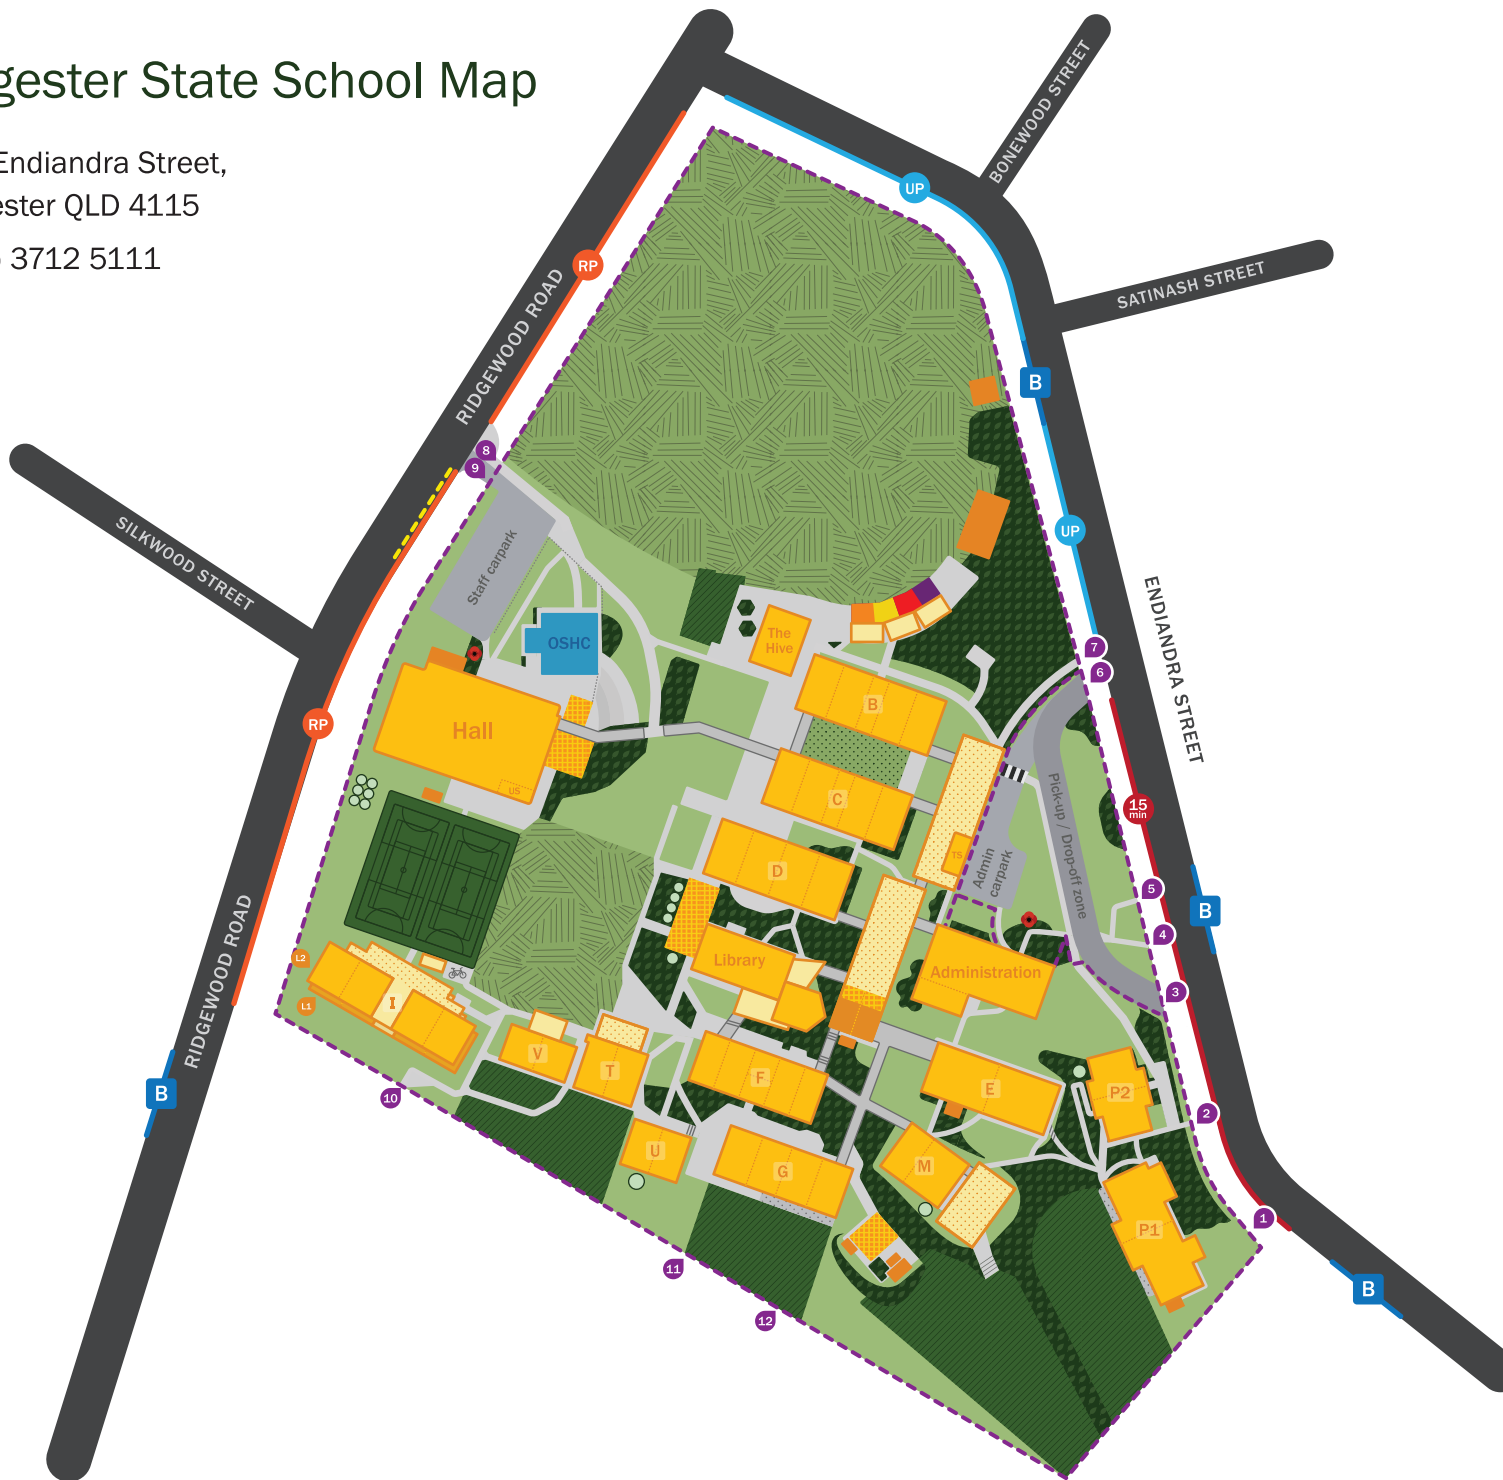 gester State School Map
Endiandra Street,
ester QLD 4115
3712 5111
BONEWOOD STREET
UP
SATINASH STREET
RP
RIDGEWOOD ROAD
B
8
9
SILKWOOD STREET
Staff carpark
UP
ENDIANDRA STREET
OSHC
The
Hive
7
6
B
Hall
RP
US
C
Pick-up / Drop-off zone
15
min
TS
Admin
carpark
D
5
B
4
RIDGEWOOD ROAD
L2
Library
Administration
3
L1
I
V
T
F
E
P2
B
10
2
U
G
M
P1
1
11
B
12